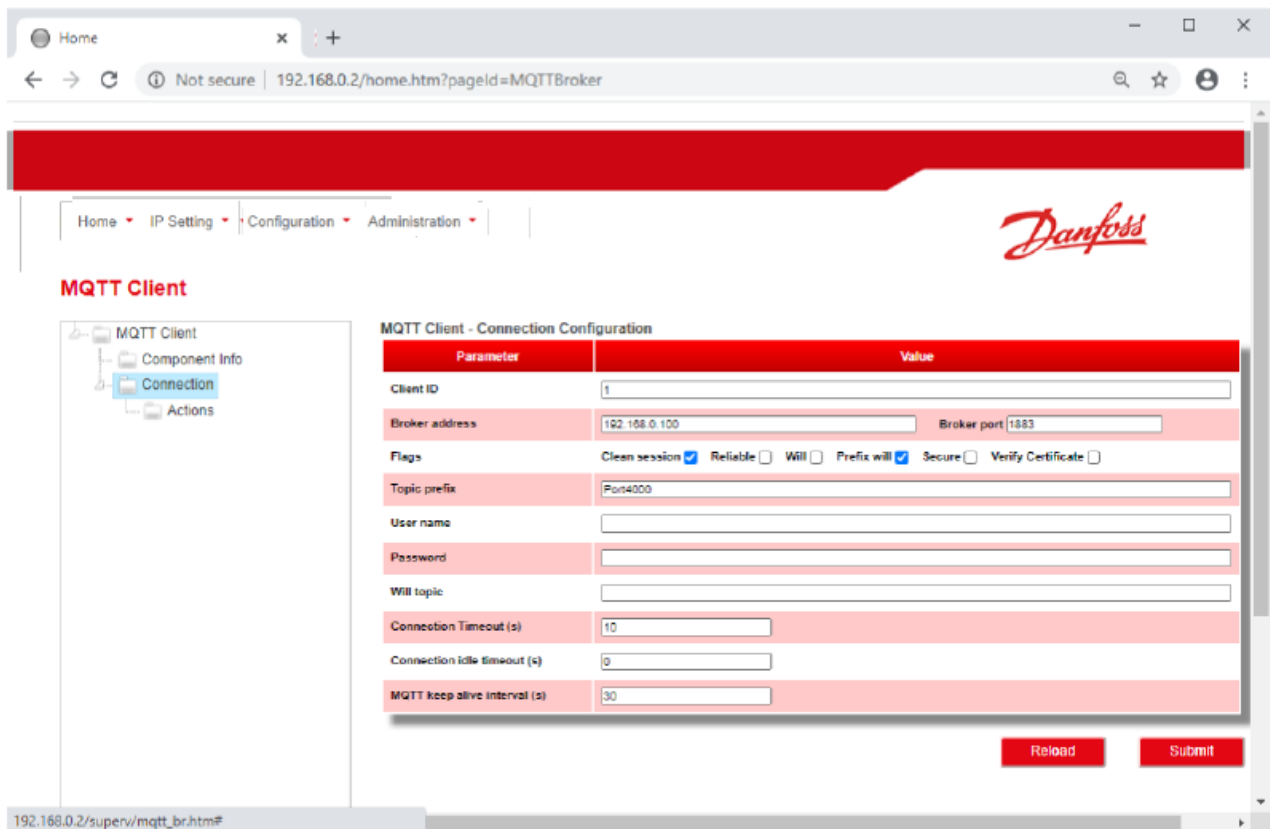 Home
Not secure | 192.168.0.2/home.htm?pageId=MQTTBroker
Home IP Setting Configuration Administration
Danfoss
MQTT Client
MQTT Client
Component Info
Connection
Actions
MQTT Client - Connection Configuration
Parameter Value
Client ID 1
Broker address 192.168.0.100 Broker port 1883
Flags Clean session Reliable Will Prefix will Secure Verify Certificate
Topic prefix Port4000
User name
Password
Will topic
Connection Timeout (s) 10
Connection idle timeout (s) 0
MQTT keep alive interval (s) 30
Reload Submit
192.168.0.2/superv/mqtt_br.htm#